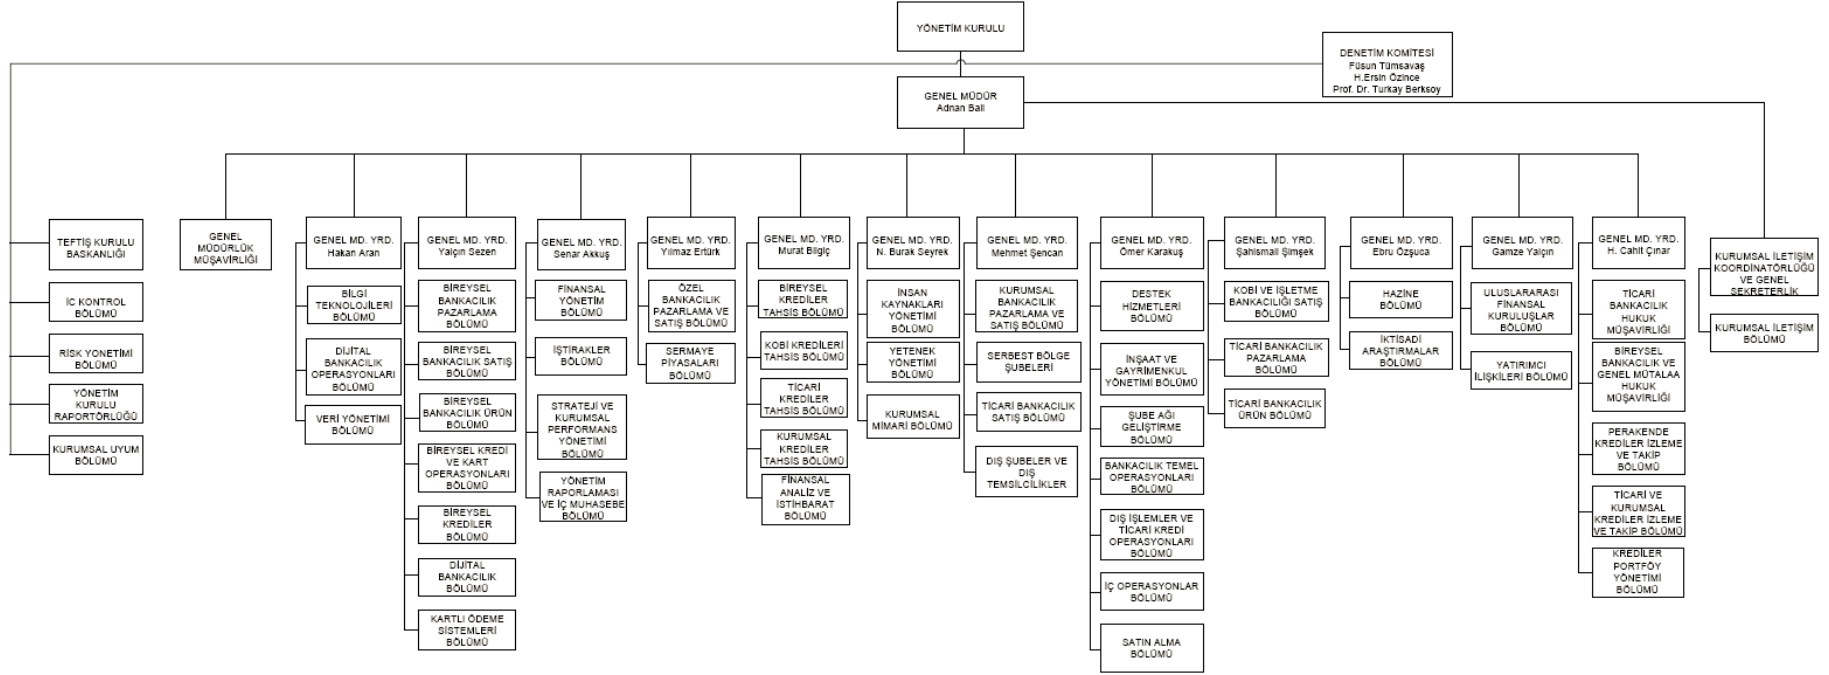 YÖNETİM KURULU
DENETİM KOMİTESİ
Füsun Tümsavaş
H.Ersin Özince
Prof. Dr. Turkay Berksoy
GENEL MÜDÜR
Adnan Bali
TEFTİŞ KURULU
BAŞKANLIĞI
İC KONTROL
BÖLÜMÜ
RİSK YONETİMİ
BÖLÜMÜ
YÖNETİM
KURULU
RAPORTÖRLÜĞÜ
KURUMSAL UYUM
BÖLÜMÜ
GENEL
MÜDÜRLÜK
MÜŞAVİRLİĞİ
GENEL MD. YRD.
Hakan Aran
BİLGİ
TEKNOLOJİLERİ
BÖLÜMÜ
DİJİTAL
BANKACILIK
OPERASYONLARI
BÖLÜMÜ
VERİ YÖNETİMİ
BÖLÜMÜ
GENEL MD. YRD.
Yalçın Sezen
BİREYSEL
BANKACILIK
PAZARLAMA
BÖLÜMÜ
BİREYSEL
BANKACILIK SATIŞ
BÖLÜMÜ
BİREYSEL
BANKACILIK ÜRÜN
BÖLÜMÜ
BİREYSEL KREDİ
VE KART
OPERASYONLARI
BÖLÜMÜ
BİREYSEL
KREDİLER
BÖLÜMÜ
DİJİTAL
BANKACILIK
BÖLÜMÜ
KARTLI ÖDEME
SİSTEMLERİ
BÖLÜMÜ
GENEL MD. YRD.
Senar Akkuş
FİNANSAL
YÖNETİM
BÖLÜMÜ
İŞTİRAKLER
BÖLÜMÜ
STRATEJİ VE
KURUMSAL
PERFORMANS
YÖNETİMİ
BÖLÜMÜ
YÖNETİM
RAPORLAMASI
VE İÇ MUHASEBE
BÖLÜMÜ
GENEL MD. YRD.
Yılmaz Ertürk
ÖZEL
BANKACILIK
PAZARLAMA VE
SATIŞ BÖLÜMÜ
SERMAYE
PİYASALARI
BÖLÜMÜ
GENEL MD. YRD.
Murat Bilgiç
BİREYSEL
KREDİLER
TAHSİS BÖLÜMÜ
KOBİ KREDİLERİ
TAHSİS BÖLÜMÜ
TİCARİ
KREDİLER
TAHSİS BÖLÜMÜ
KURUMSAL
KREDİLER
TAHSİS BÖLÜMÜ
FİNANSAL
ANALİZ VE
İSTİHBARAT
BÖLÜMÜ
GENEL MD. YRD.
N. Burak Seyrek
İNSAN
KAYNAKLARI
YÖNETİMİ
BÖLÜMÜ
YETENEK
YÖNETİMİ
BÖLÜMÜ
KURUMSAL
MİMARİ BÖLÜMÜ
GENEL MD. YRD.
Mehmet Şencan
KURUMSAL
BANKACILIK
PAZARLAMA VE
SATIŞ BÖLÜMÜ
SERBEST BÖLGE
ŞUBELERİ
TİCARİ BANKACILIK
SATIŞ BÖLÜMÜ
DIŞ ŞUBELER VE
DIŞ
TEMSİLCİLİKLER
GENEL MD. YRD.
Ömer Karakuş
DESTEK
HİZMETLERİ
BÖLÜMÜ
İNŞAAT VE
GAYRİMENKUL
YÖNETİMİ BÖLÜMÜ
ŞUBE AĞI
GELİŞTİRME
BÖLÜMÜ
BANKACILIK TEMEL
OPERASYONLARI
BÖLÜMÜ
DIŞ İŞLEMLER VE
TİCARİ KREDİ
OPERASYONLARI
BÖLÜMÜ
İÇ OPERASYONLAR
BÖLÜMÜ
SATIN ALMA
BÖLÜMÜ
GENEL MD. YRD.
Şahismail Şimşek
KOBİ VE İŞLETME
BANKACILIĞI SATIŞ
BÖLÜMÜ
TİCARİ BANKACILIK
PAZARLAMA
BÖLÜMÜ
TİCARİ BANKACILIK
ÜRÜN BÖLÜMÜ
GENEL MD. YRD.
Ebru Özşuca
HAZİNE
BÖLÜMÜ
İKTİSADİ
ARAŞTIRMALAR
BÖLÜMÜ
GENEL MD. YRD.
Gamze Yalçın
ULUSLARARASI
FİNANSAL
KURULUŞLAR
BÖLÜMÜ
YATIRIMCI
İLİŞKİLERİ BÖLÜMÜ
GENEL MD. YRD.
H. Cahit Çınar
TİCARİ
BANKACILIK
HUKUK
MÜŞAVİRLİĞİ
BİREYSEL
BANKACILIK VE
GENEL MÜTALAA
HUKUK
MÜŞAVİRLİĞİ
PERAKENDE
KREDİLER İZLEME
VE TAKİP
BÖLÜMÜ
TİCARİ VE
KURUMSAL
KREDİLER İZLEME
VE TAKİP BÖLÜMÜ
KREDİLER
PORTFÖY
YÖNETİMİ
BÖLÜMÜ
KURUMSAL İLETİŞİM
KOORDİNATÖRLÜĞÜ
VE GENEL
SEKRETERLİK
KURUMSAL İLETİŞİM
BÖLÜMÜ